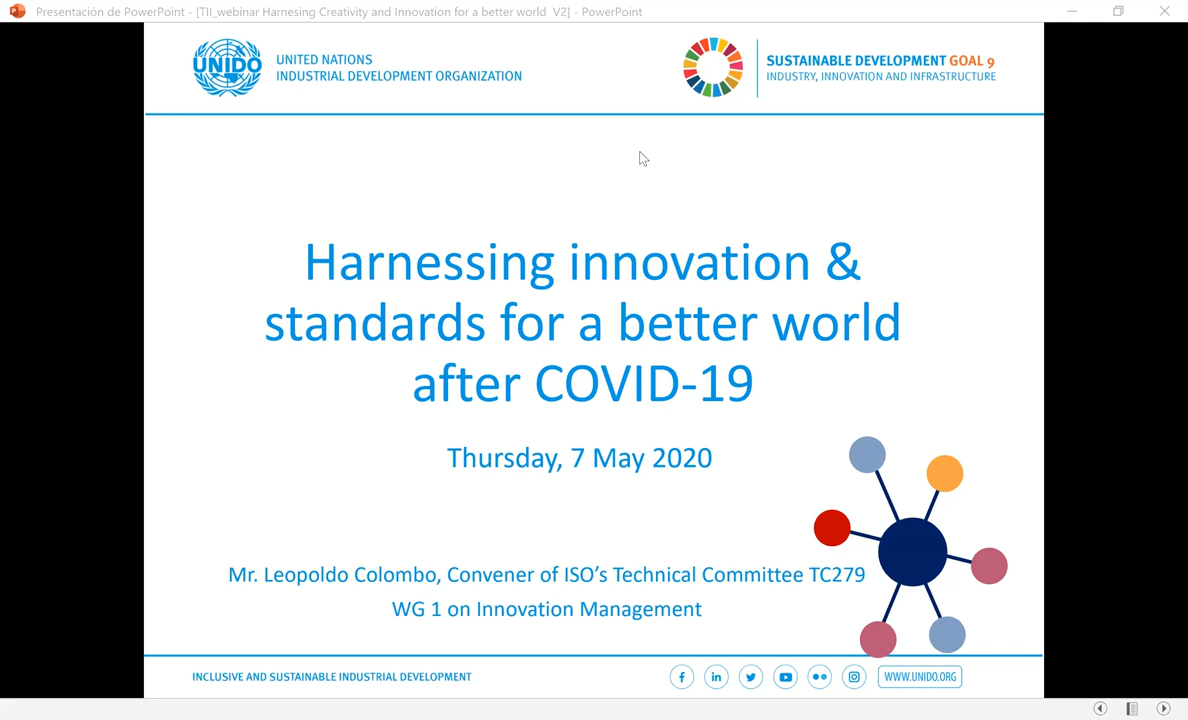 Presentación de PowerPoint - [TII_webinar Harnesing Creativity and Innovation for a better world  V2] - PowerPoint
UNIDO
UNITED NATIONS
INDUSTRIAL DEVELOPMENT ORGANIZATION
SUSTAINABLE DEVELOPMENT GOAL 9
INDUSTRY, INNOVATION AND INFRASTRUCTURE
Harnessing innovation &
standards for a better world
after COVID-19
Thursday, 7 May 2020
Mr. Leopoldo Colombo, Convener of ISO’s Technical Committee TC279
WG 1 on Innovation Management
INCLUSIVE AND SUSTAINABLE INDUSTRIAL DEVELOPMENT
WWW.UNIDO.ORG